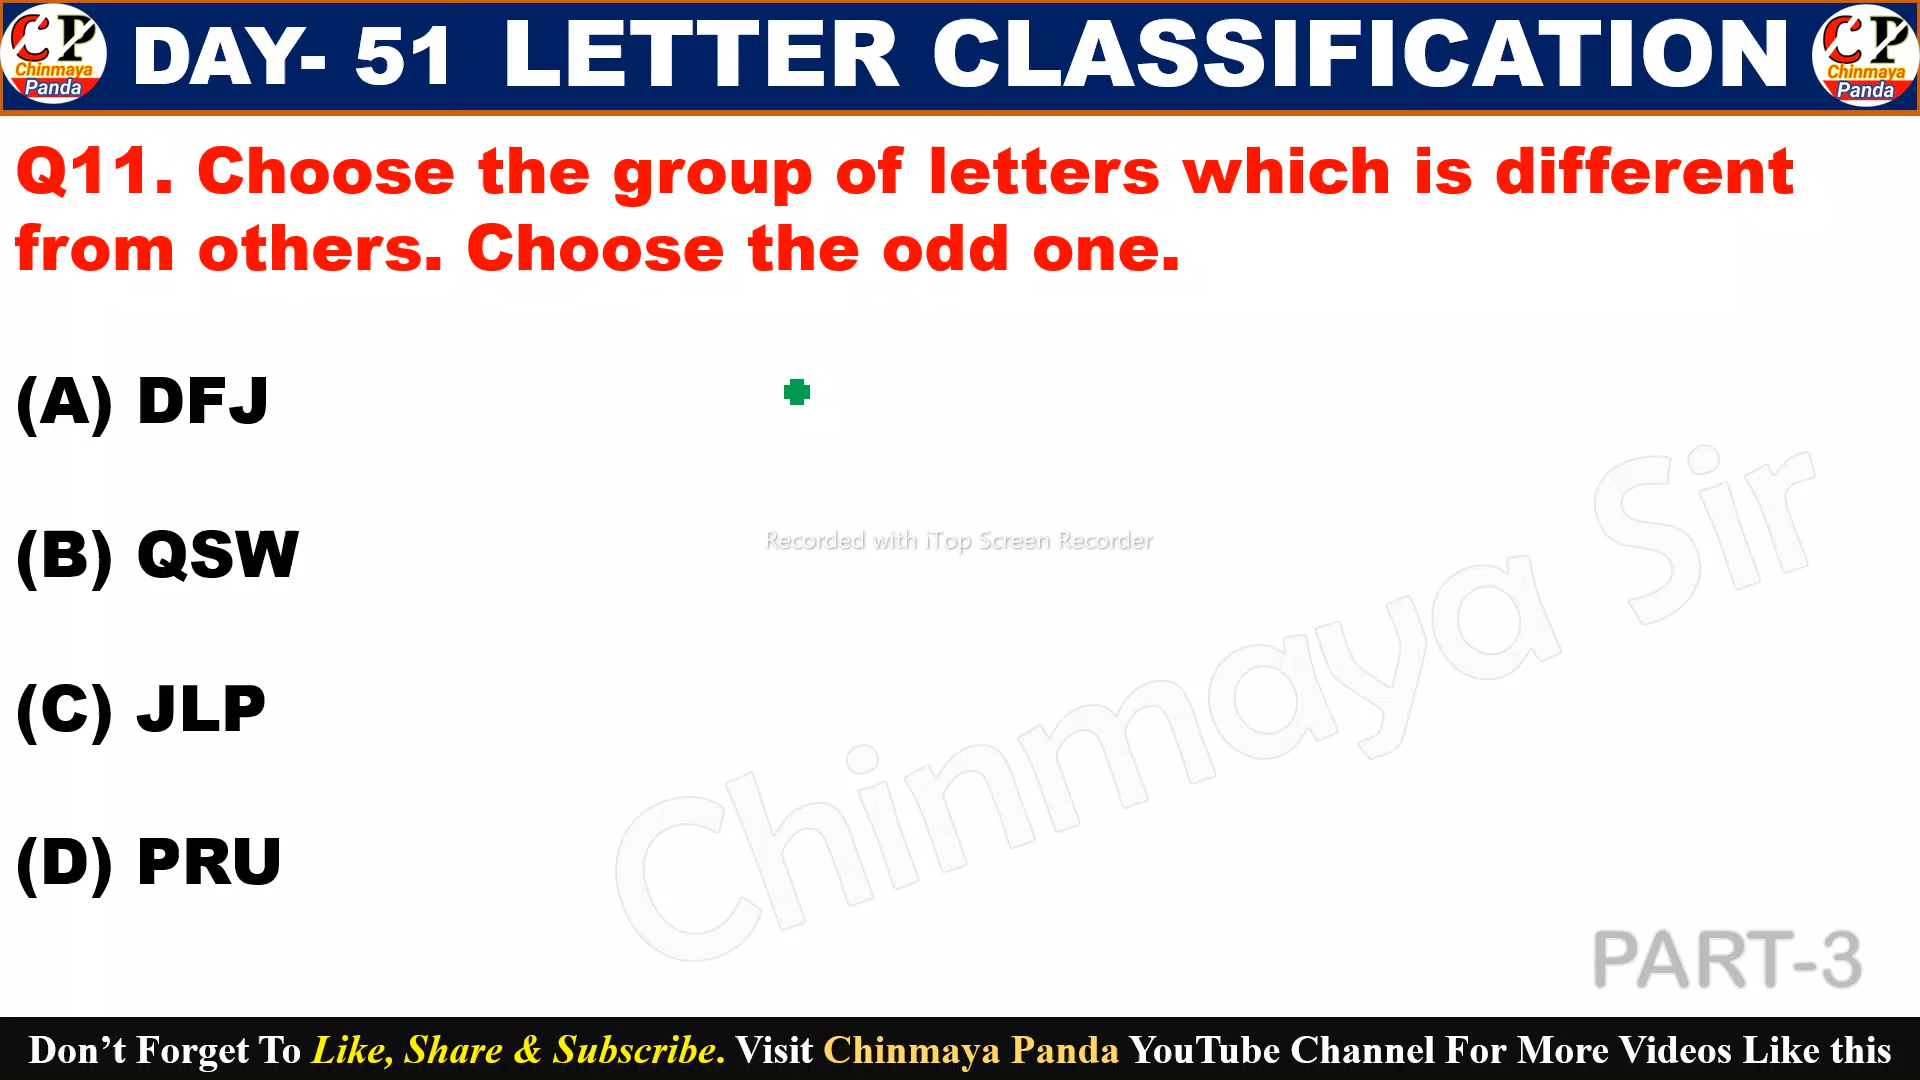 CP
Chinmaya
Panda
DAY- 51 LETTER CLASSIFICATION
CP
Chinmaya
Panda
Q11. Choose the group of letters which is different
from others. Choose the odd one.
(A) DFJ
(B) QSW
Recorded with iTop Screen Recorder
(C) JLP
(D) PRU
Chinmaya Sir
PART-3
Don’t Forget To Like, Share & Subscribe. Visit Chinmaya Panda YouTube Channel For More Videos Like this